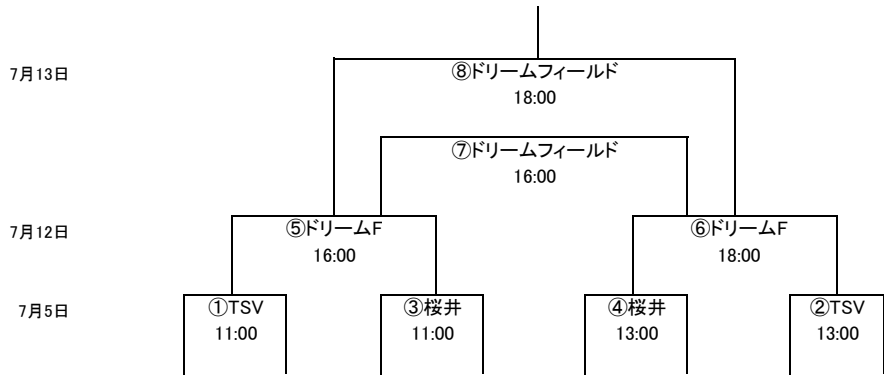 7月13日
⑧ドリームフィールド
18:00
⑦ドリームフィールド
16:00
7月12日
⑤ドリームF
⑥ドリームF
16:00
18:00
7月5日
①TSV
③桜井
④桜井
②TSV
11:00
11:00
13:00
13:00